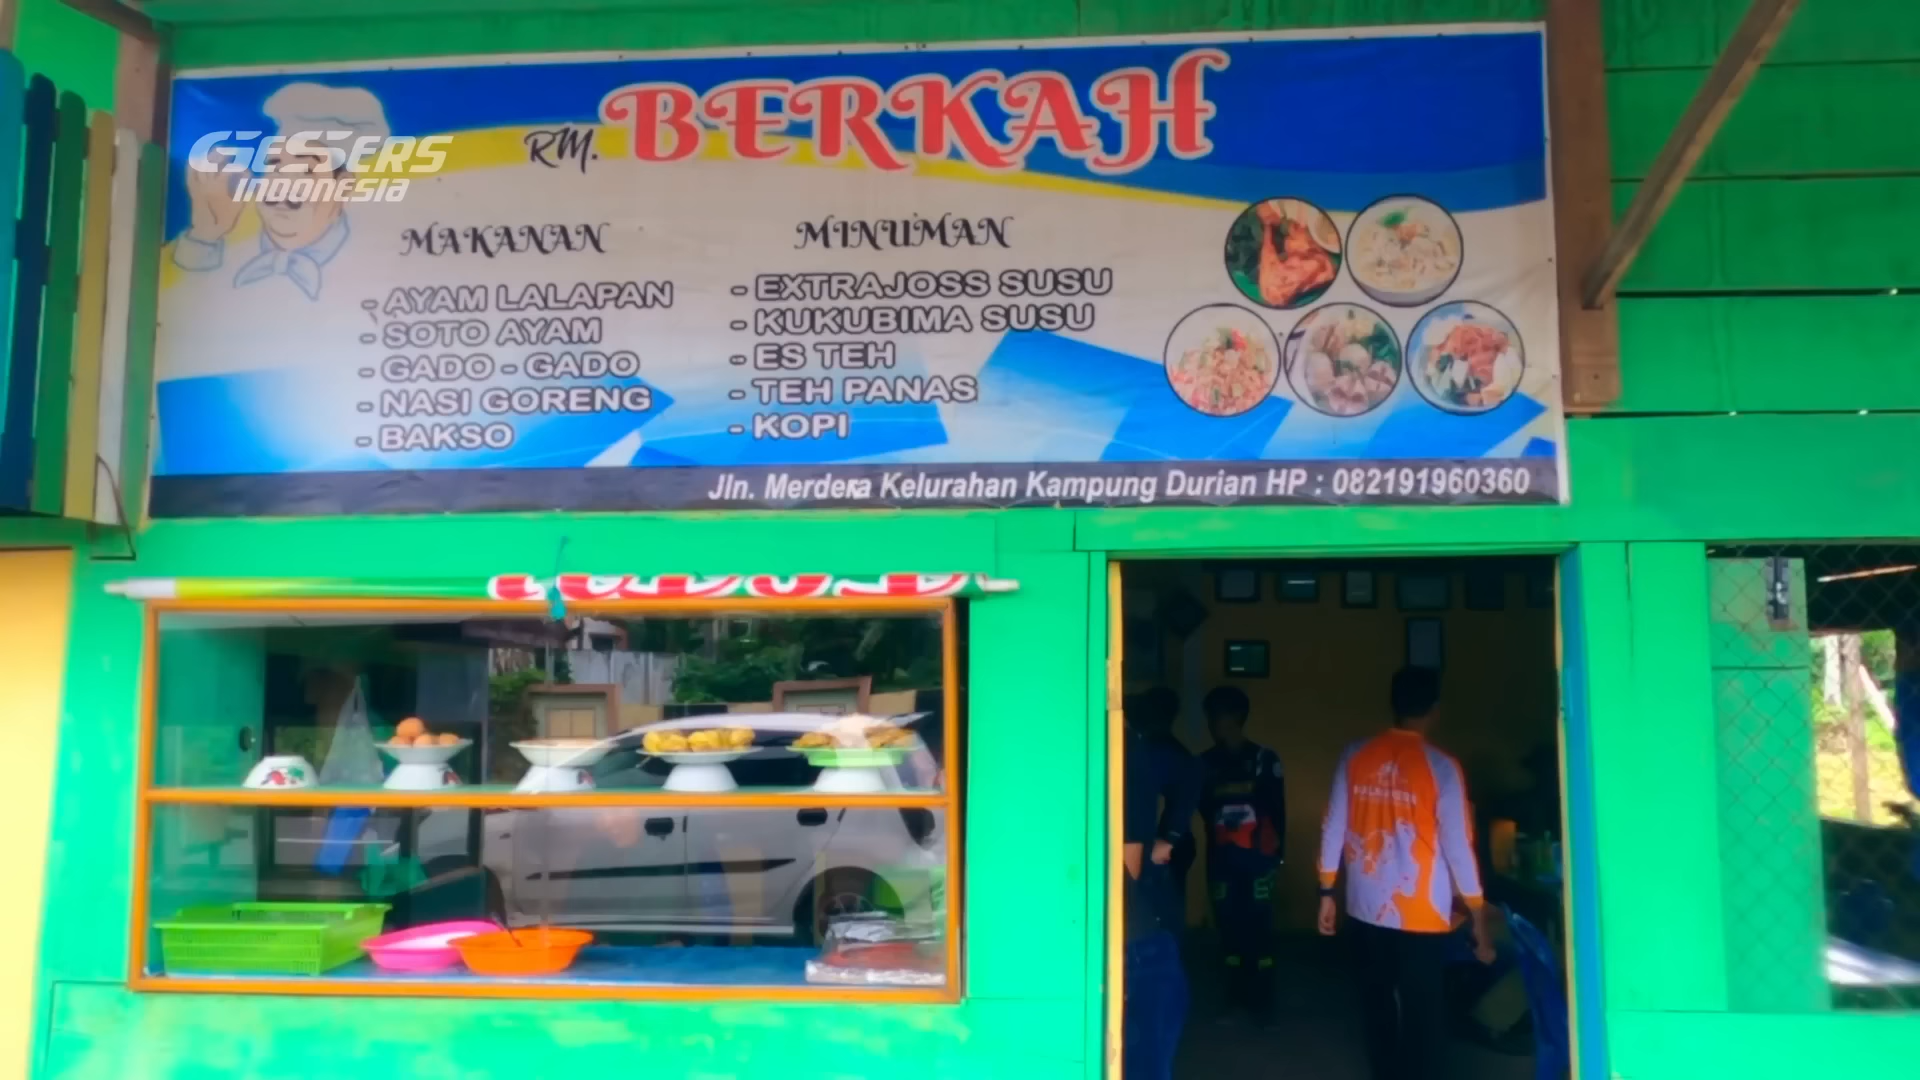 GESSERS
INDONESIA
RM. BERKAH
MAKANAN
- AYAM LALAPAN
- SOTO AYAM
- GADO - GADO
- NASI GORENG
- BAKSO
MINUMAN
- EXTRAJOSS SUSU
- KUKUBIMA SUSU
- ES TEH
- TEH PANAS
- KOPI
Jln. Merdeka Kelurahan Kampung Durian HP : 082191960360